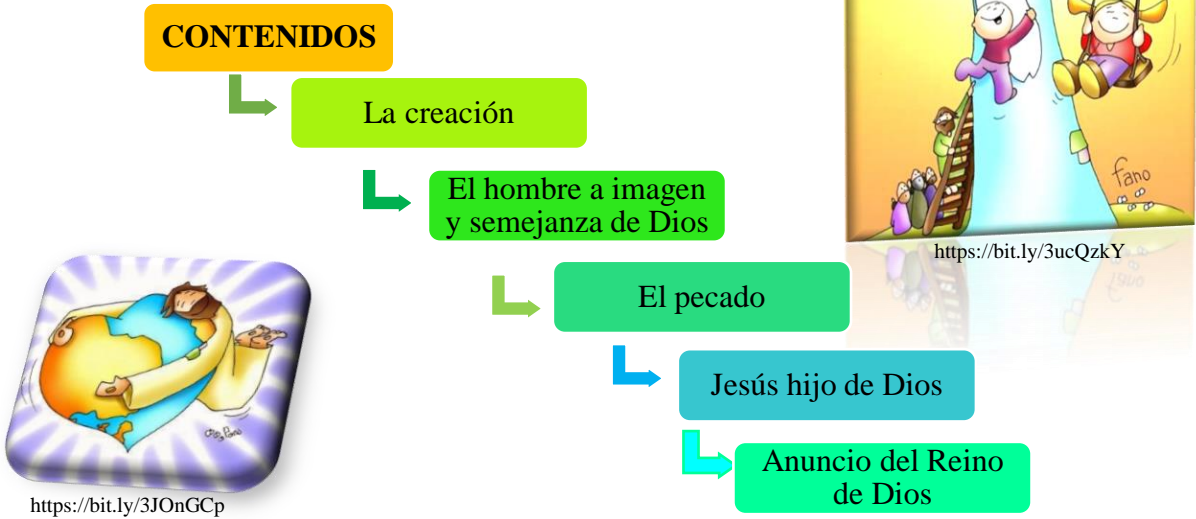 CONTENIDOS
La creación
El hombre a imagen
y semejanza de Dios
fano
https://bit.ly/3ucQzkY
El pecado
Jesús hijo de Dios
Anuncio del Reino
de Dios
https://bit.ly/3JOnGCp